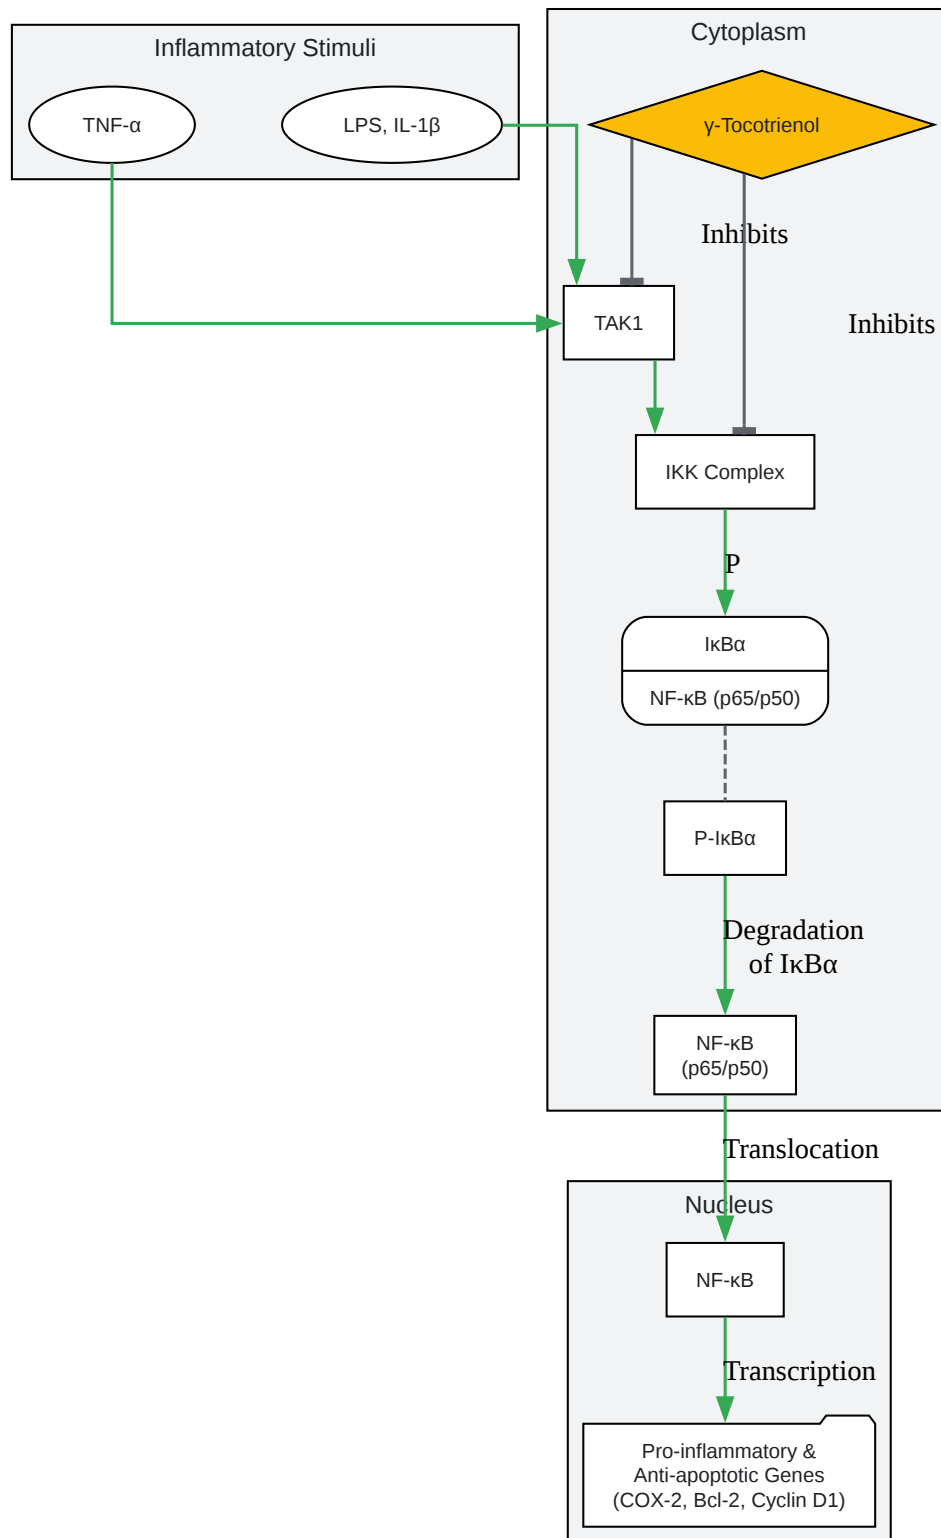 Inflammatory Stimuli
Cytoplasm
TNF-α
LPS, IL-1β
γ-Tocotrienol
Inhibits
TAK1
Inhibits
IKK Complex
P
IκBα
NF-κB (p65/p50)
P-IκBα
Degradation
of IκBα
NF-κB
(p65/p50)
Translocation
Nucleus
NF-κB
Transcription
Pro-inflammatory &
Anti-apoptotic Genes
(COX-2, Bcl-2, Cyclin D1)